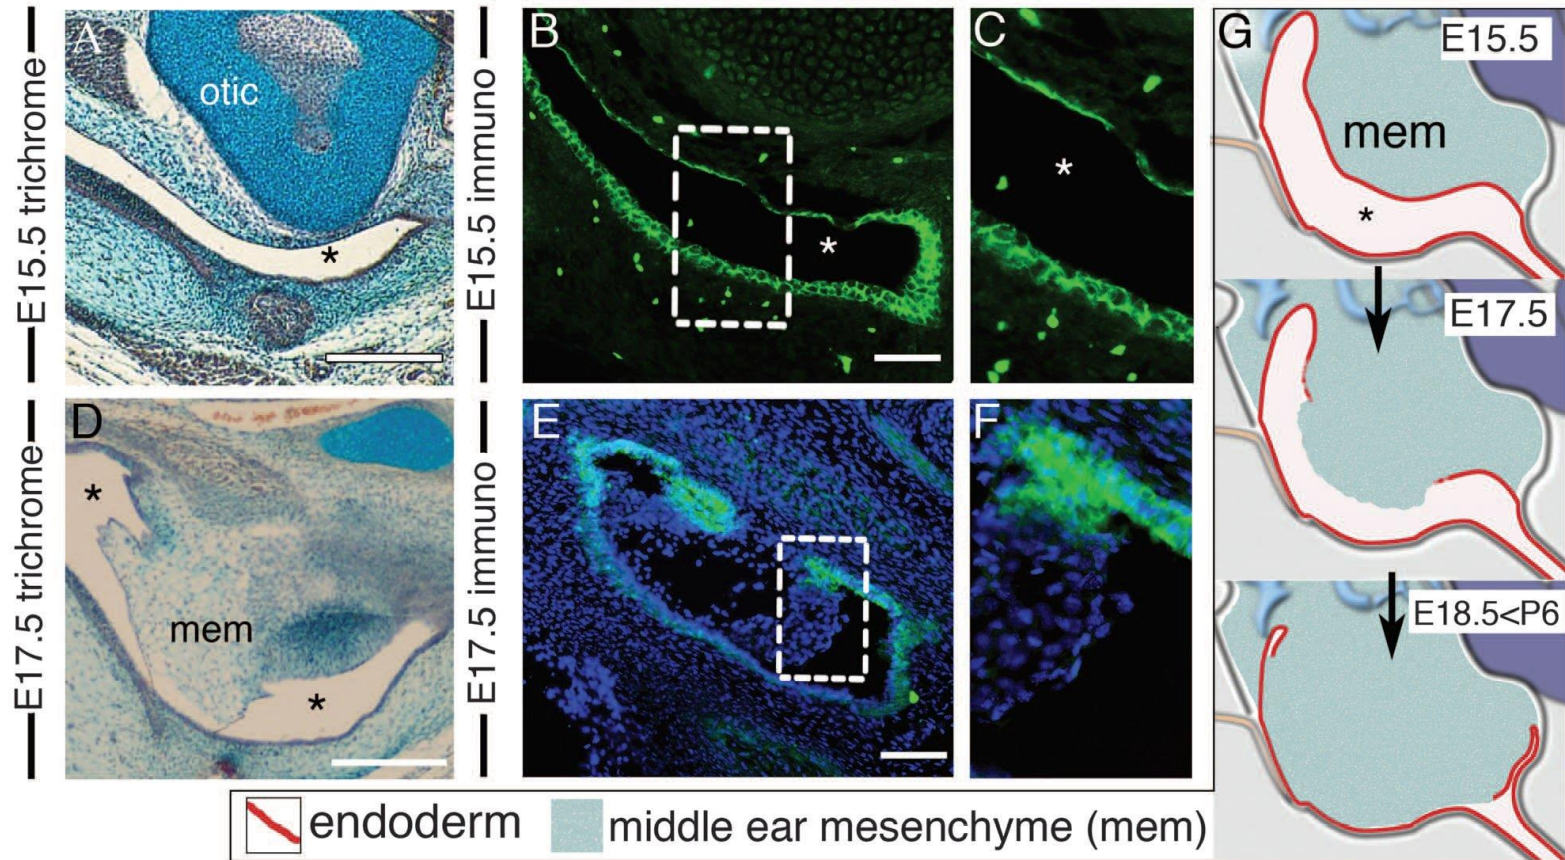 E15.5 trichrome
A
otic
*
E15.5 immuno
B
*
C
*
G
E15.5
mem
*
E17.5 trichrome
D
*
mem
*
E17.5 immuno
E
F
E17.5
E18.5<P6
endoderm
middle ear mesenchyme (mem)